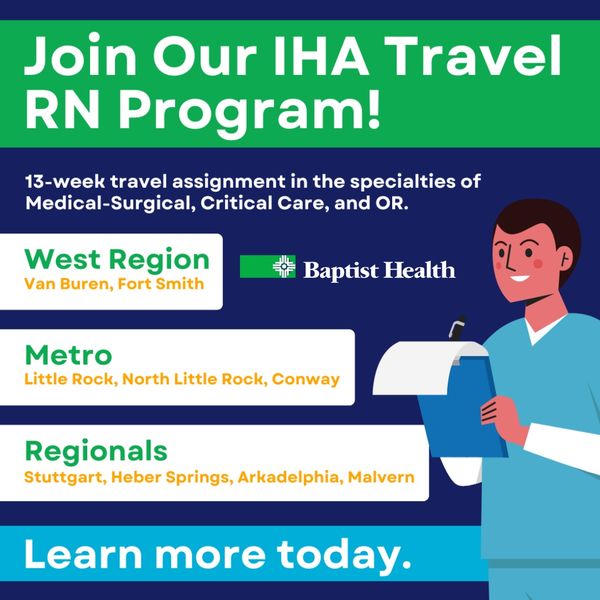 Join Our IHA Travel
RN Program!
13-week travel assignment in the specialties of
Medical-Surgical, Critical Care, and OR.
West Region
Van Buren, Fort Smith
Baptist Health
Metro
Little Rock, North Little Rock, Conway
Regionals
Stuttgart, Heber Springs, Arkadelphia, Malvern
Learn more today.